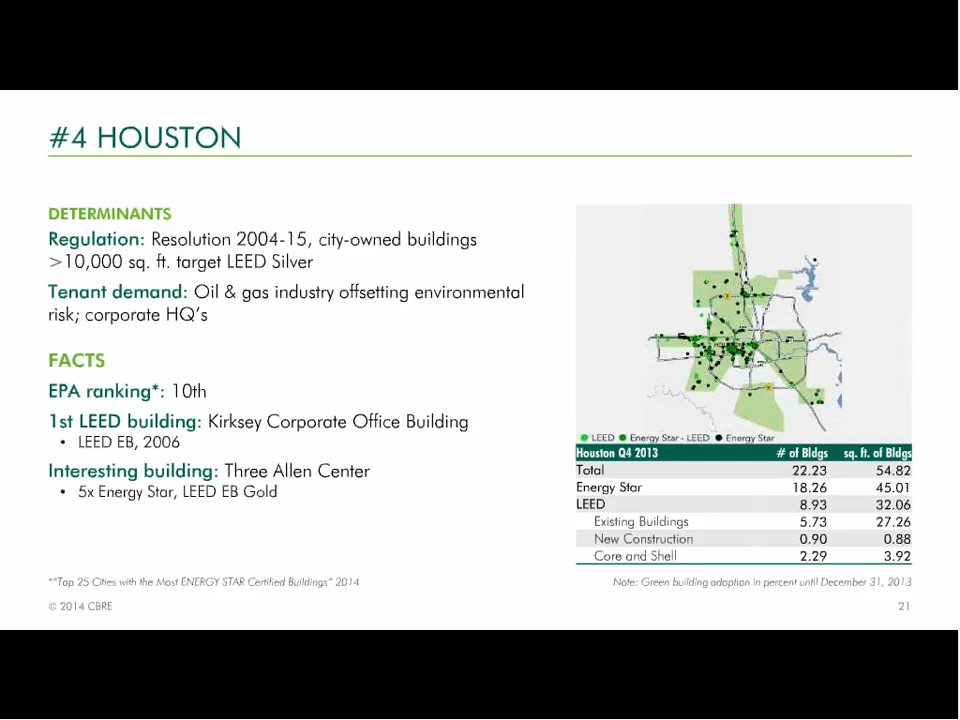 #4 HOUSTON
DETERMINANTS
Regulation: Resolution 2004-15, city-owned buildings
>10,000 sq. ft. target LEED Silver
Tenant demand: Oil & gas industry offsetting environmental
risk; corporate HQ's
FACTS
EPA ranking*: 10th
1st LEED building: Kirksey Corporate Office Building
• LEED EB, 2006
Interesting building: Three Allen Center
• 5x Energy Star, LEED EB Gold
LEED Energy Star - LEED Energy Star
Houston Q4 2013 # of Bldgs sq. ft. of Bldgs
Total 22.23 54.82
Energy Star 18.26 45.01
LEED 8.93 32.06
Existing Buildings 5.73 27.26
New Construction 0.90 0.88
Core and Shell 2.29 3.92
*"Top 25 Cities with the Most ENERGY STAR Certified Buildings" 2014
Note: Green building adoption in percent until December 31, 2013
© 2014 CBRE
21